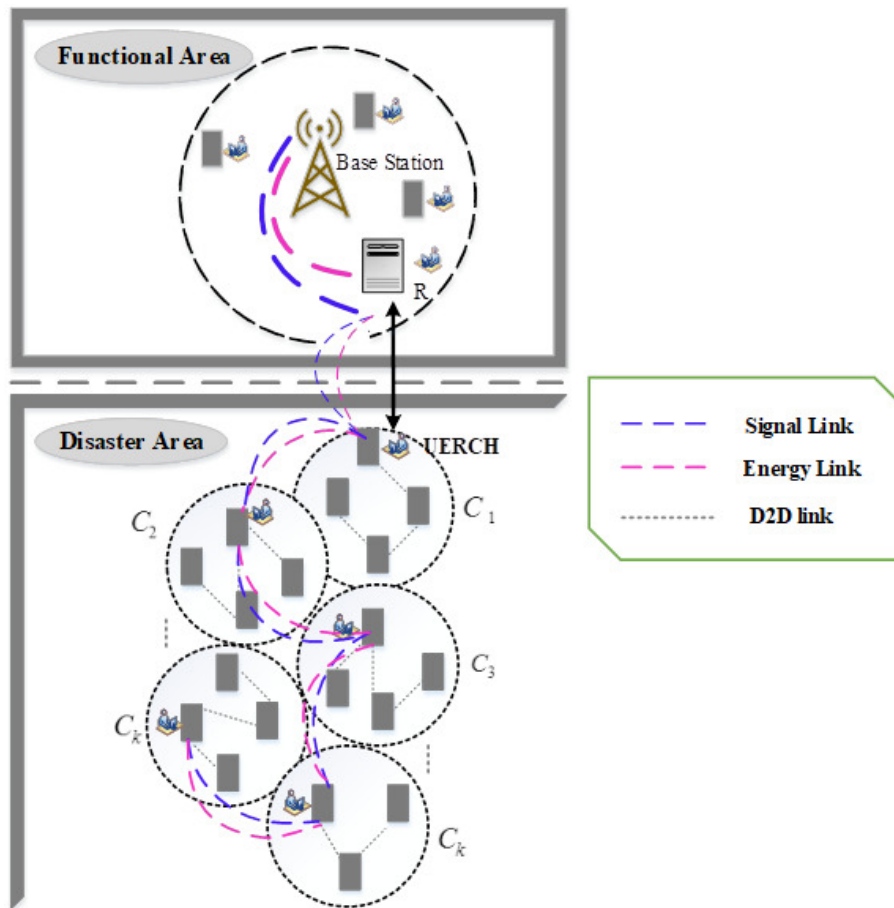 Functional Area
Base Station
R
Disaster Area
UERCH
C1
C2
C3
Ck
Ck
Signal Link
Energy Link
D2D link